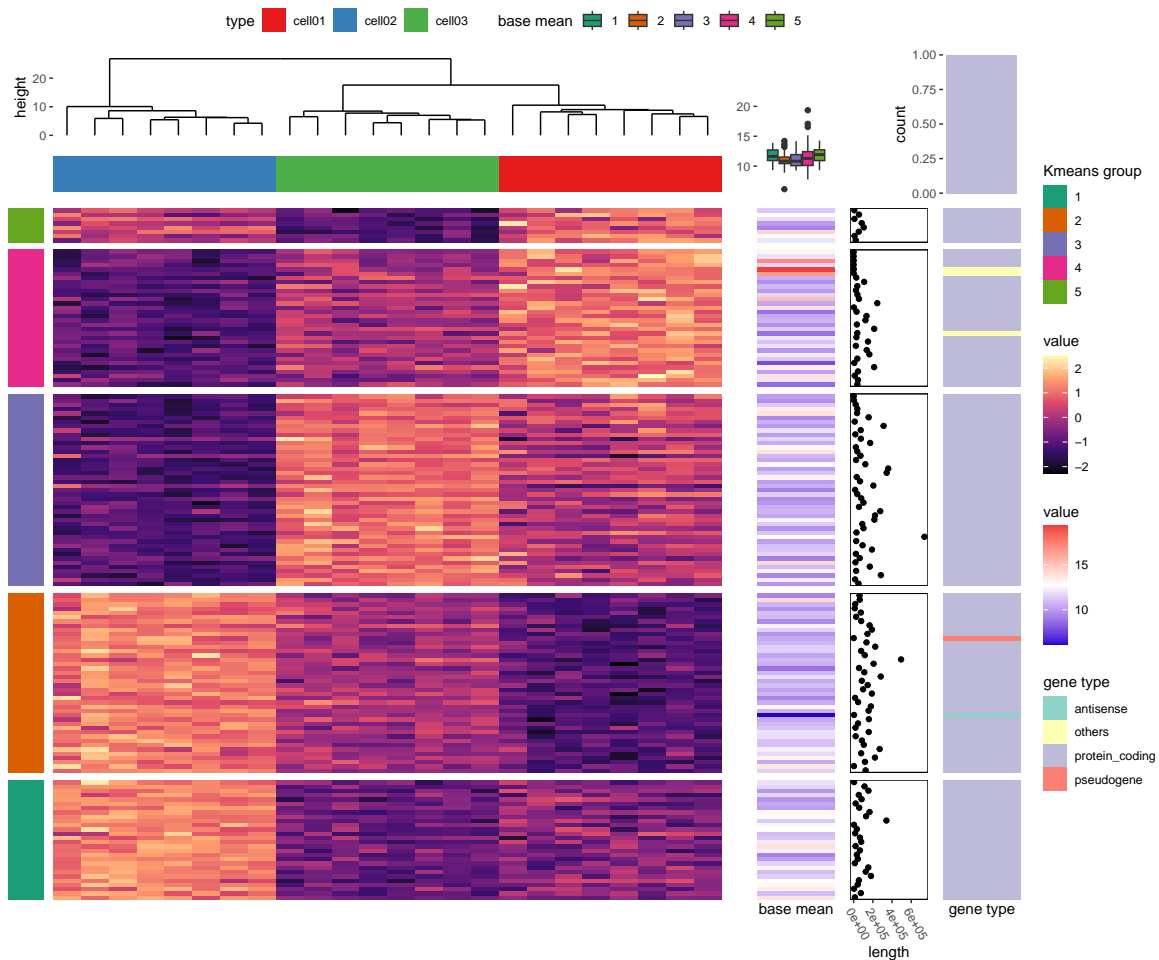 type cell01 cell02 cell03 base mean 1 2 3 4 5
height
20
10
0
20
15
10
count
1.00
0.75
0.50
0.25
0.00
Kmeans group
1
2
3
4
5
value
2
1
0
−1
−2
value
15
10
gene type
antisense
others
protein_coding
pseudogene
base mean
0e+00
2e+05
4e+05
6e+05
length
gene type